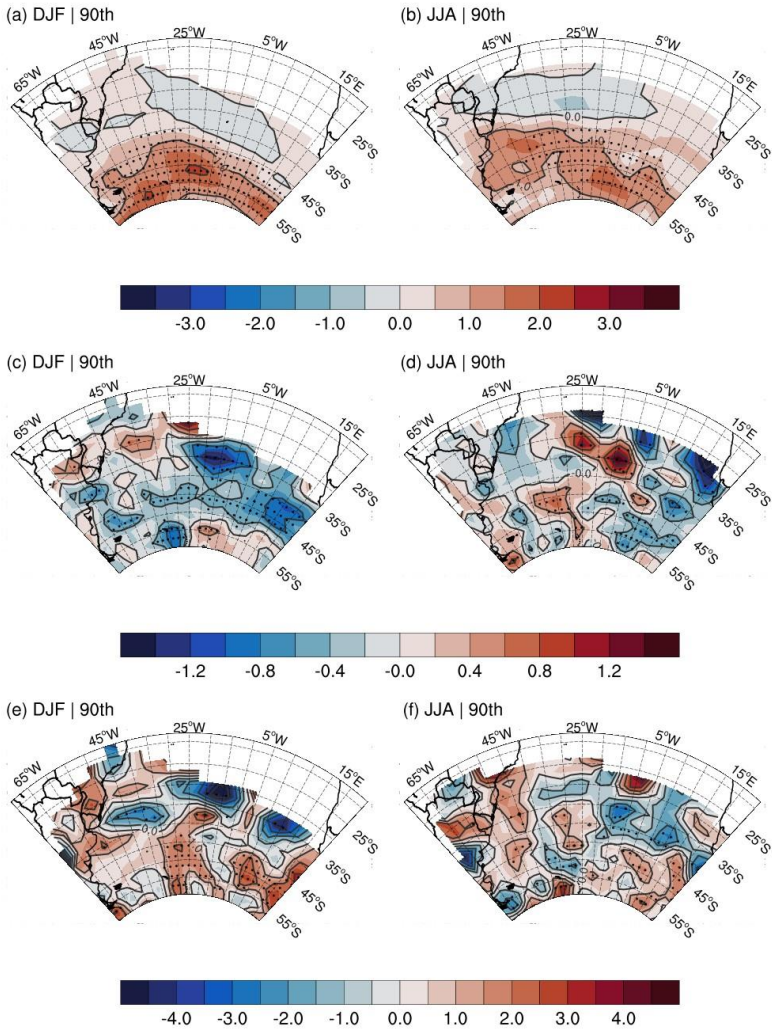 (a) DJF | 90th
(b) JJA | 90th
65°W 45°W 25°W 5°W 15°E 25°S 35°S 45°S 55°S
65°W 45°W 25°W 5°W 15°E 25°S 35°S 45°S 55°S
0.0
1.0
-3.0 -2.0 -1.0 0.0 1.0 2.0 3.0
(c) DJF | 90th
(d) JJA | 90th
65°W 45°W 25°W 5°W 15°E 25°S 35°S 45°S 55°S
65°W 45°W 25°W 5°W 15°E 25°S 35°S 45°S 55°S
0.0
-1.2 -0.8 -0.4 -0.0 0.4 0.8 1.2
(e) DJF | 90th
(f) JJA | 90th
65°W 45°W 25°W 5°W 15°E 25°S 35°S 45°S 55°S
65°W 45°W 25°W 5°W 15°E 25°S 35°S 45°S 55°S
0.0
-4.0 -3.0 -2.0 -1.0 0.0 1.0 2.0 3.0 4.0